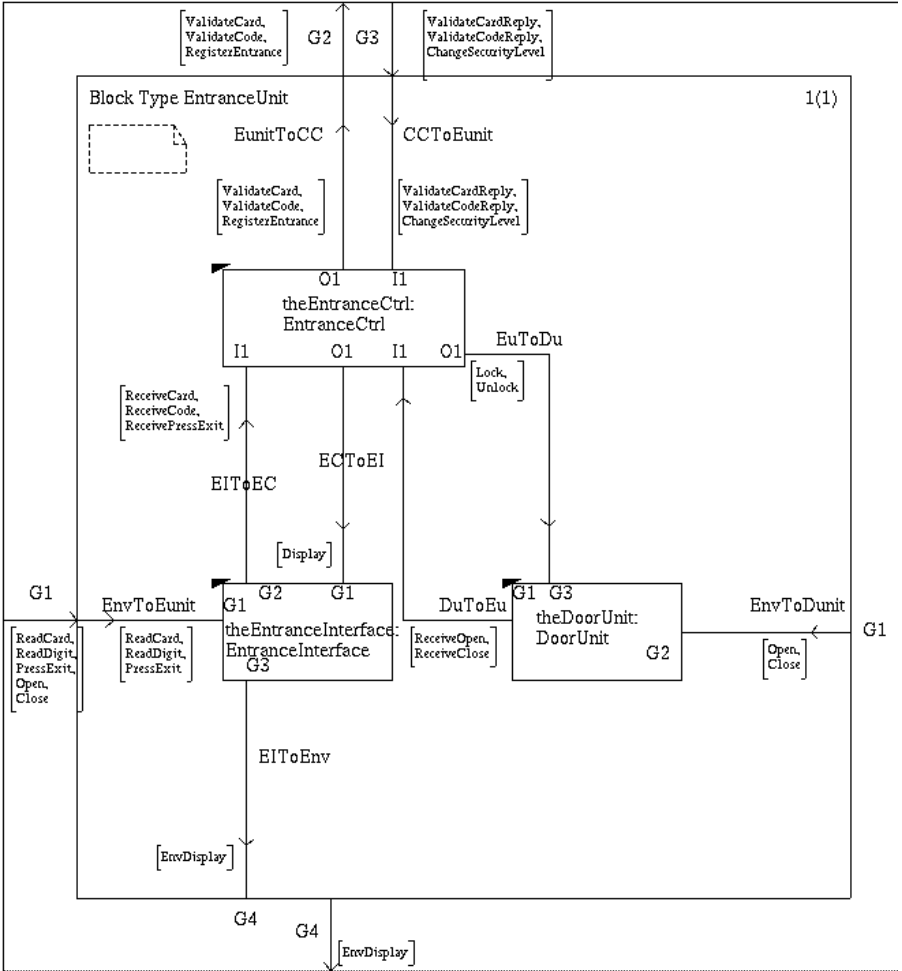 [ValidateCard,
ValidateCode,
RegisterEntrance]
G2
G3
[ValidateCardReply,
ValidateCodeReply,
ChangeSecurityLevel]
Block Type EntranceUnit
1(1)
EunitToCC
CCToEunit
[ValidateCard,
ValidateCode,
RegisterEntrance]
[ValidateCardReply,
ValidateCodeReply,
ChangeSecurityLevel]
O1
I1
theEntranceCtrl:
EntranceCtrl
I1
O1
I1
O1
EuToDu
[Lock,
Unlock]
[ReceiveCard,
ReceiveCode,
ReceivePressExit]
ECToEI
EIToEC
[Display]
G1
EnvToEunit
[ReadCard,
ReadDigit,
PressExit,
Open,
Close]
[ReadCard,
ReadDigit,
PressExit]
G2
G1
G1
theEntranceInterface:
EntranceInterface
G3
DuToEu
[ReceiveOpen,
ReceiveClose]
G1
G3
theDoorUnit:
DoorUnit
G2
EnvToDunit
G1
[Open,
Close]
EIToEnv
[EnvDisplay]
G4
G4
[EnvDisplay]